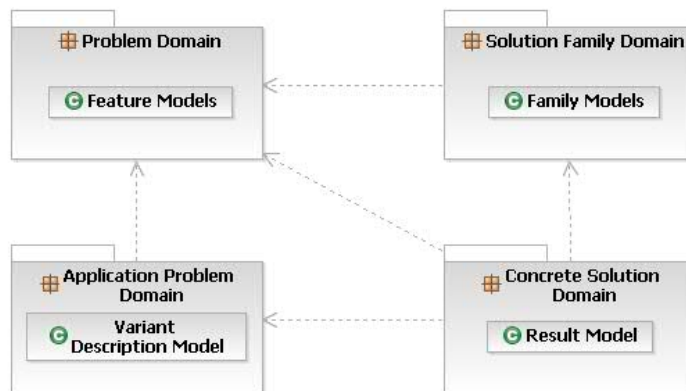 Problem Domain
Feature Models
Solution Family Domain
Family Models
Application Problem
Domain
Variant
Description Model
Concrete Solution
Domain
Result Model